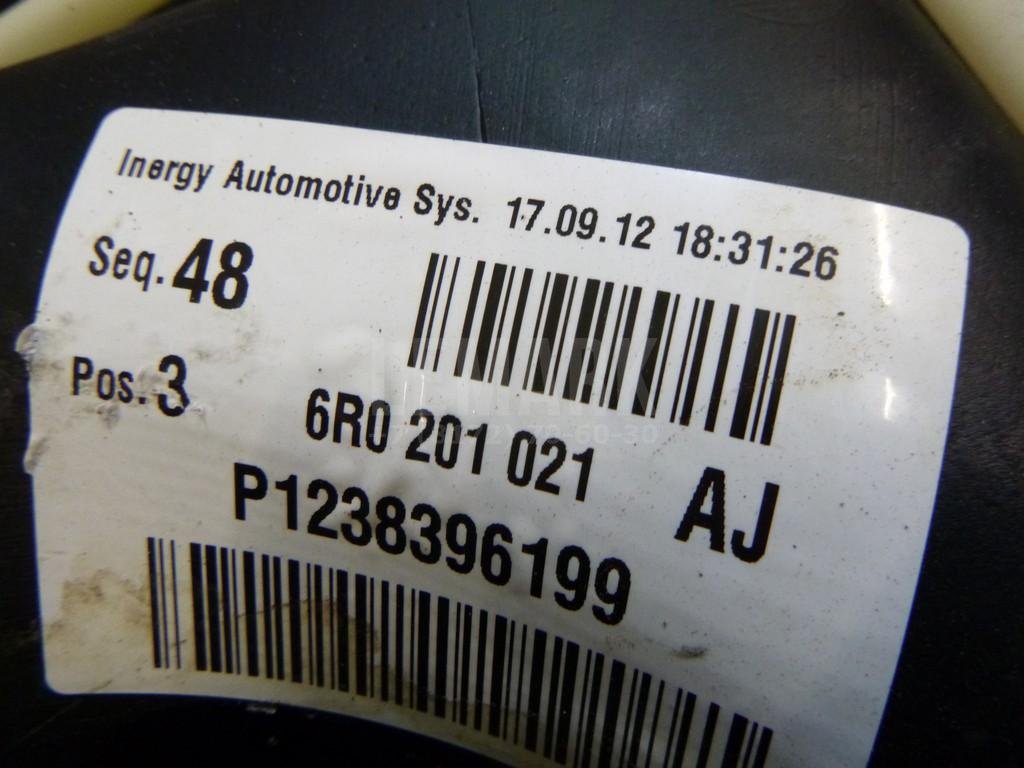 Inergy Automotive Sys. 17.09.12 18:31:26
Seq. 48
Pos. 3
6R0 201 021 AJ
P1238396199